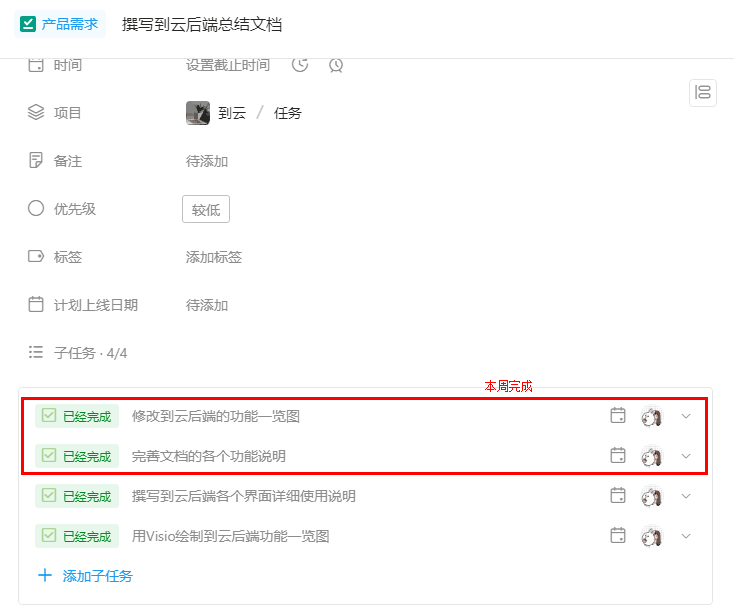 产品需求 撰写到云后端总结文档
时间 设置截止时间
项目 到云 / 任务
备注 待添加
优先级 较低
标签 添加标签
计划上线日期 待添加
子任务 · 4/4
本周完成
已经完成 修改到云后端的功能一览图
已经完成 完善文档的各个功能说明
已经完成 撰写到云后端各个界面详细使用说明
已经完成 用Visio绘制到云后端功能一览图
添加子任务